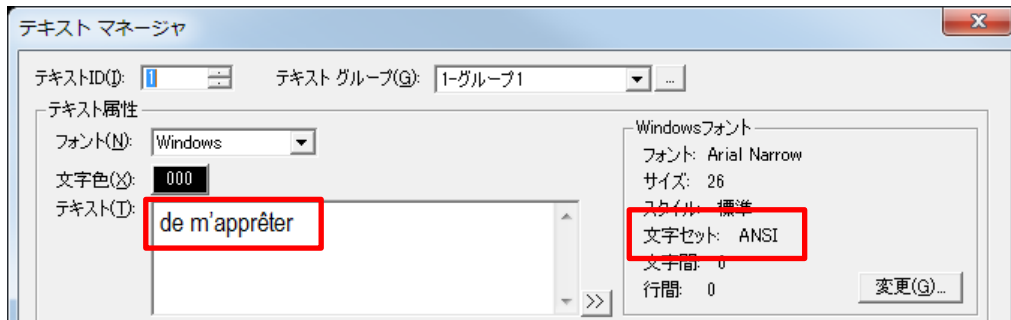 テキスト マネージャ
テキストID(I): 1 テキスト グループ(G): 1-グループ1 ...
テキスト属性
フォント(N): Windows
文字色(X): 000
テキスト(T): de m’apprêter
>>
Windowsフォント
フォント: Arial Narrow
サイズ: 26
スタイル: 標準
文字セット: ANSI
文字間: 0
行間: 0
変更(G)...